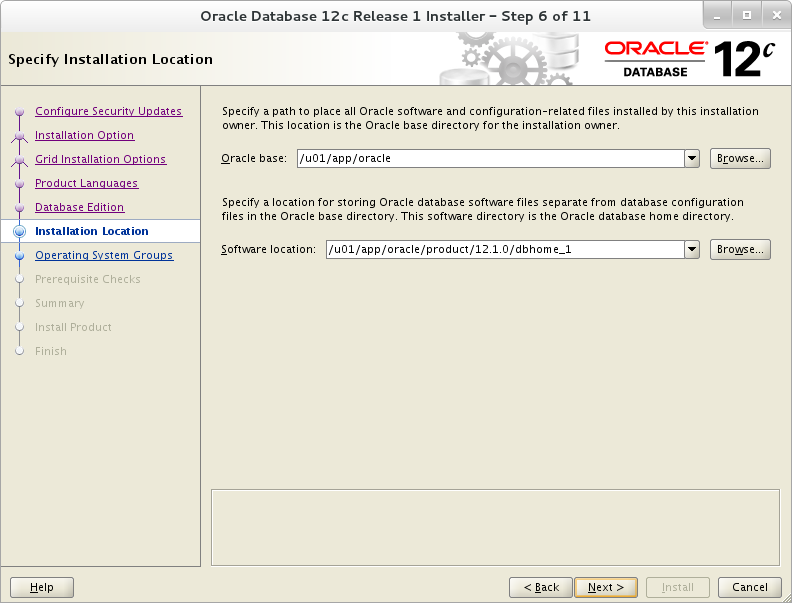 Oracle Database 12c Release 1 Installer - Step 6 of 11
Specify Installation Location
ORACLE®
DATABASE
12c
Configure Security Updates
Installation Option
Grid Installation Options
Product Languages
Database Edition
Installation Location
Operating System Groups
Prerequisite Checks
Summary
Install Product
Finish
Specify a path to place all Oracle software and configuration-related files installed by this installation
owner. This location is the Oracle base directory for the installation owner.
Oracle base: /u01/app/oracle Browse...
Specify a location for storing Oracle database software files separate from database configuration
files in the Oracle base directory. This software directory is the Oracle database home directory.
Software location: /u01/app/oracle/product/12.1.0/dbhome_1 Browse...
Help < Back Next > Install Cancel